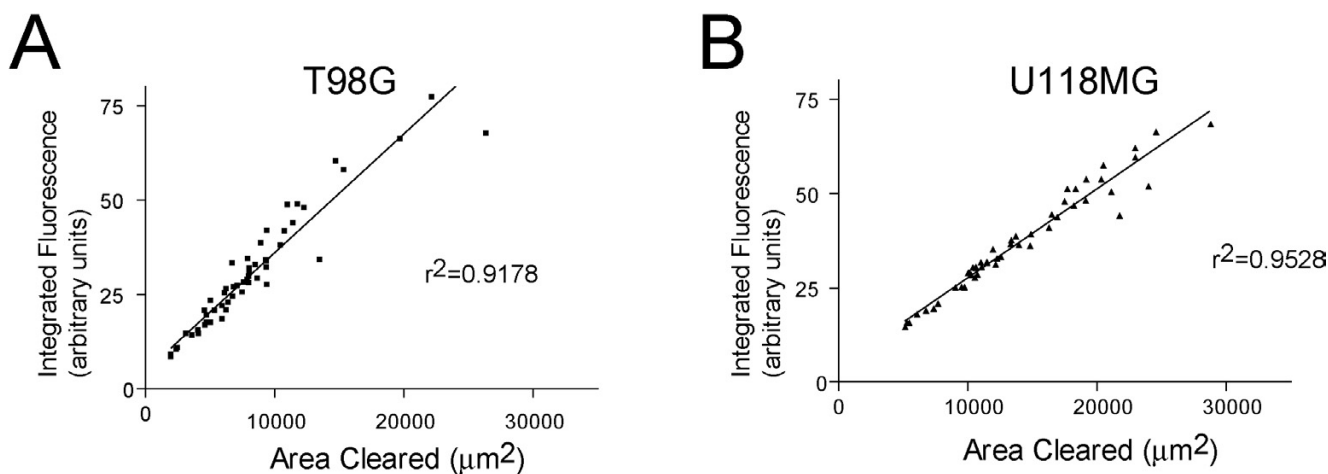 A
T98G
Integrated Fluorescence
(arbitrary units)
75
50
25
0
r²=0.9178
0
10000
20000
30000
Area Cleared (μm²)
B
U118MG
Integrated Fluorescence
(arbitrary units)
75
50
25
0
r²=0.9528
0
10000
20000
30000
Area Cleared (μm²)